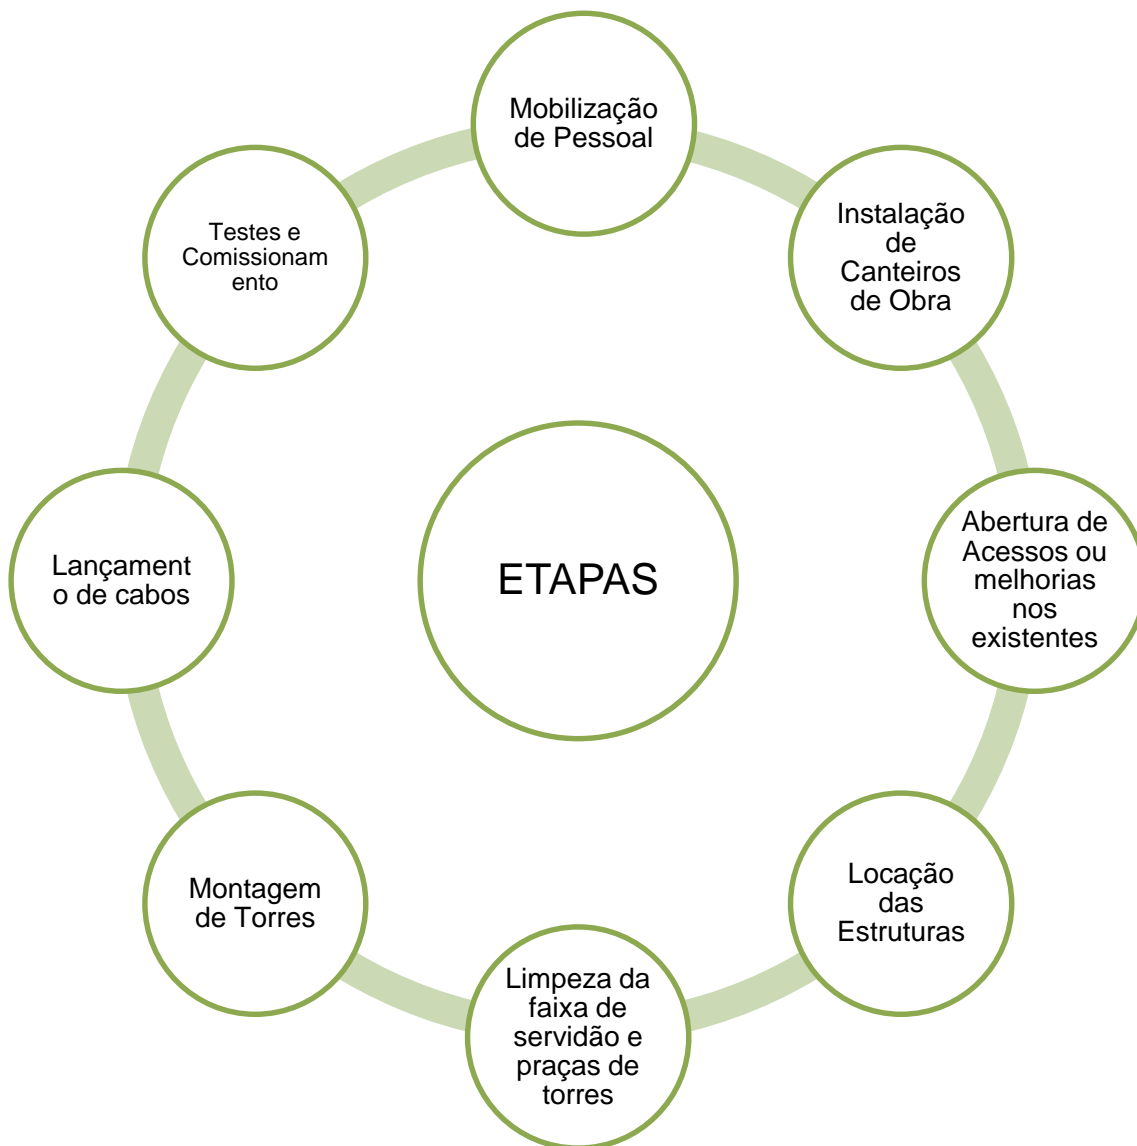 Mobilização
de Pessoal
Instalação
de
Canteiros
de Obra
Abertura de
Acessos ou
melhorias
nos
existentes
Locação
das
Estruturas
Limpeza da
faixa de
servidão e
praças de
torres
Montagem
de Torres
Lançament
o de cabos
Testes e
Comissionam
ento
ETAPAS